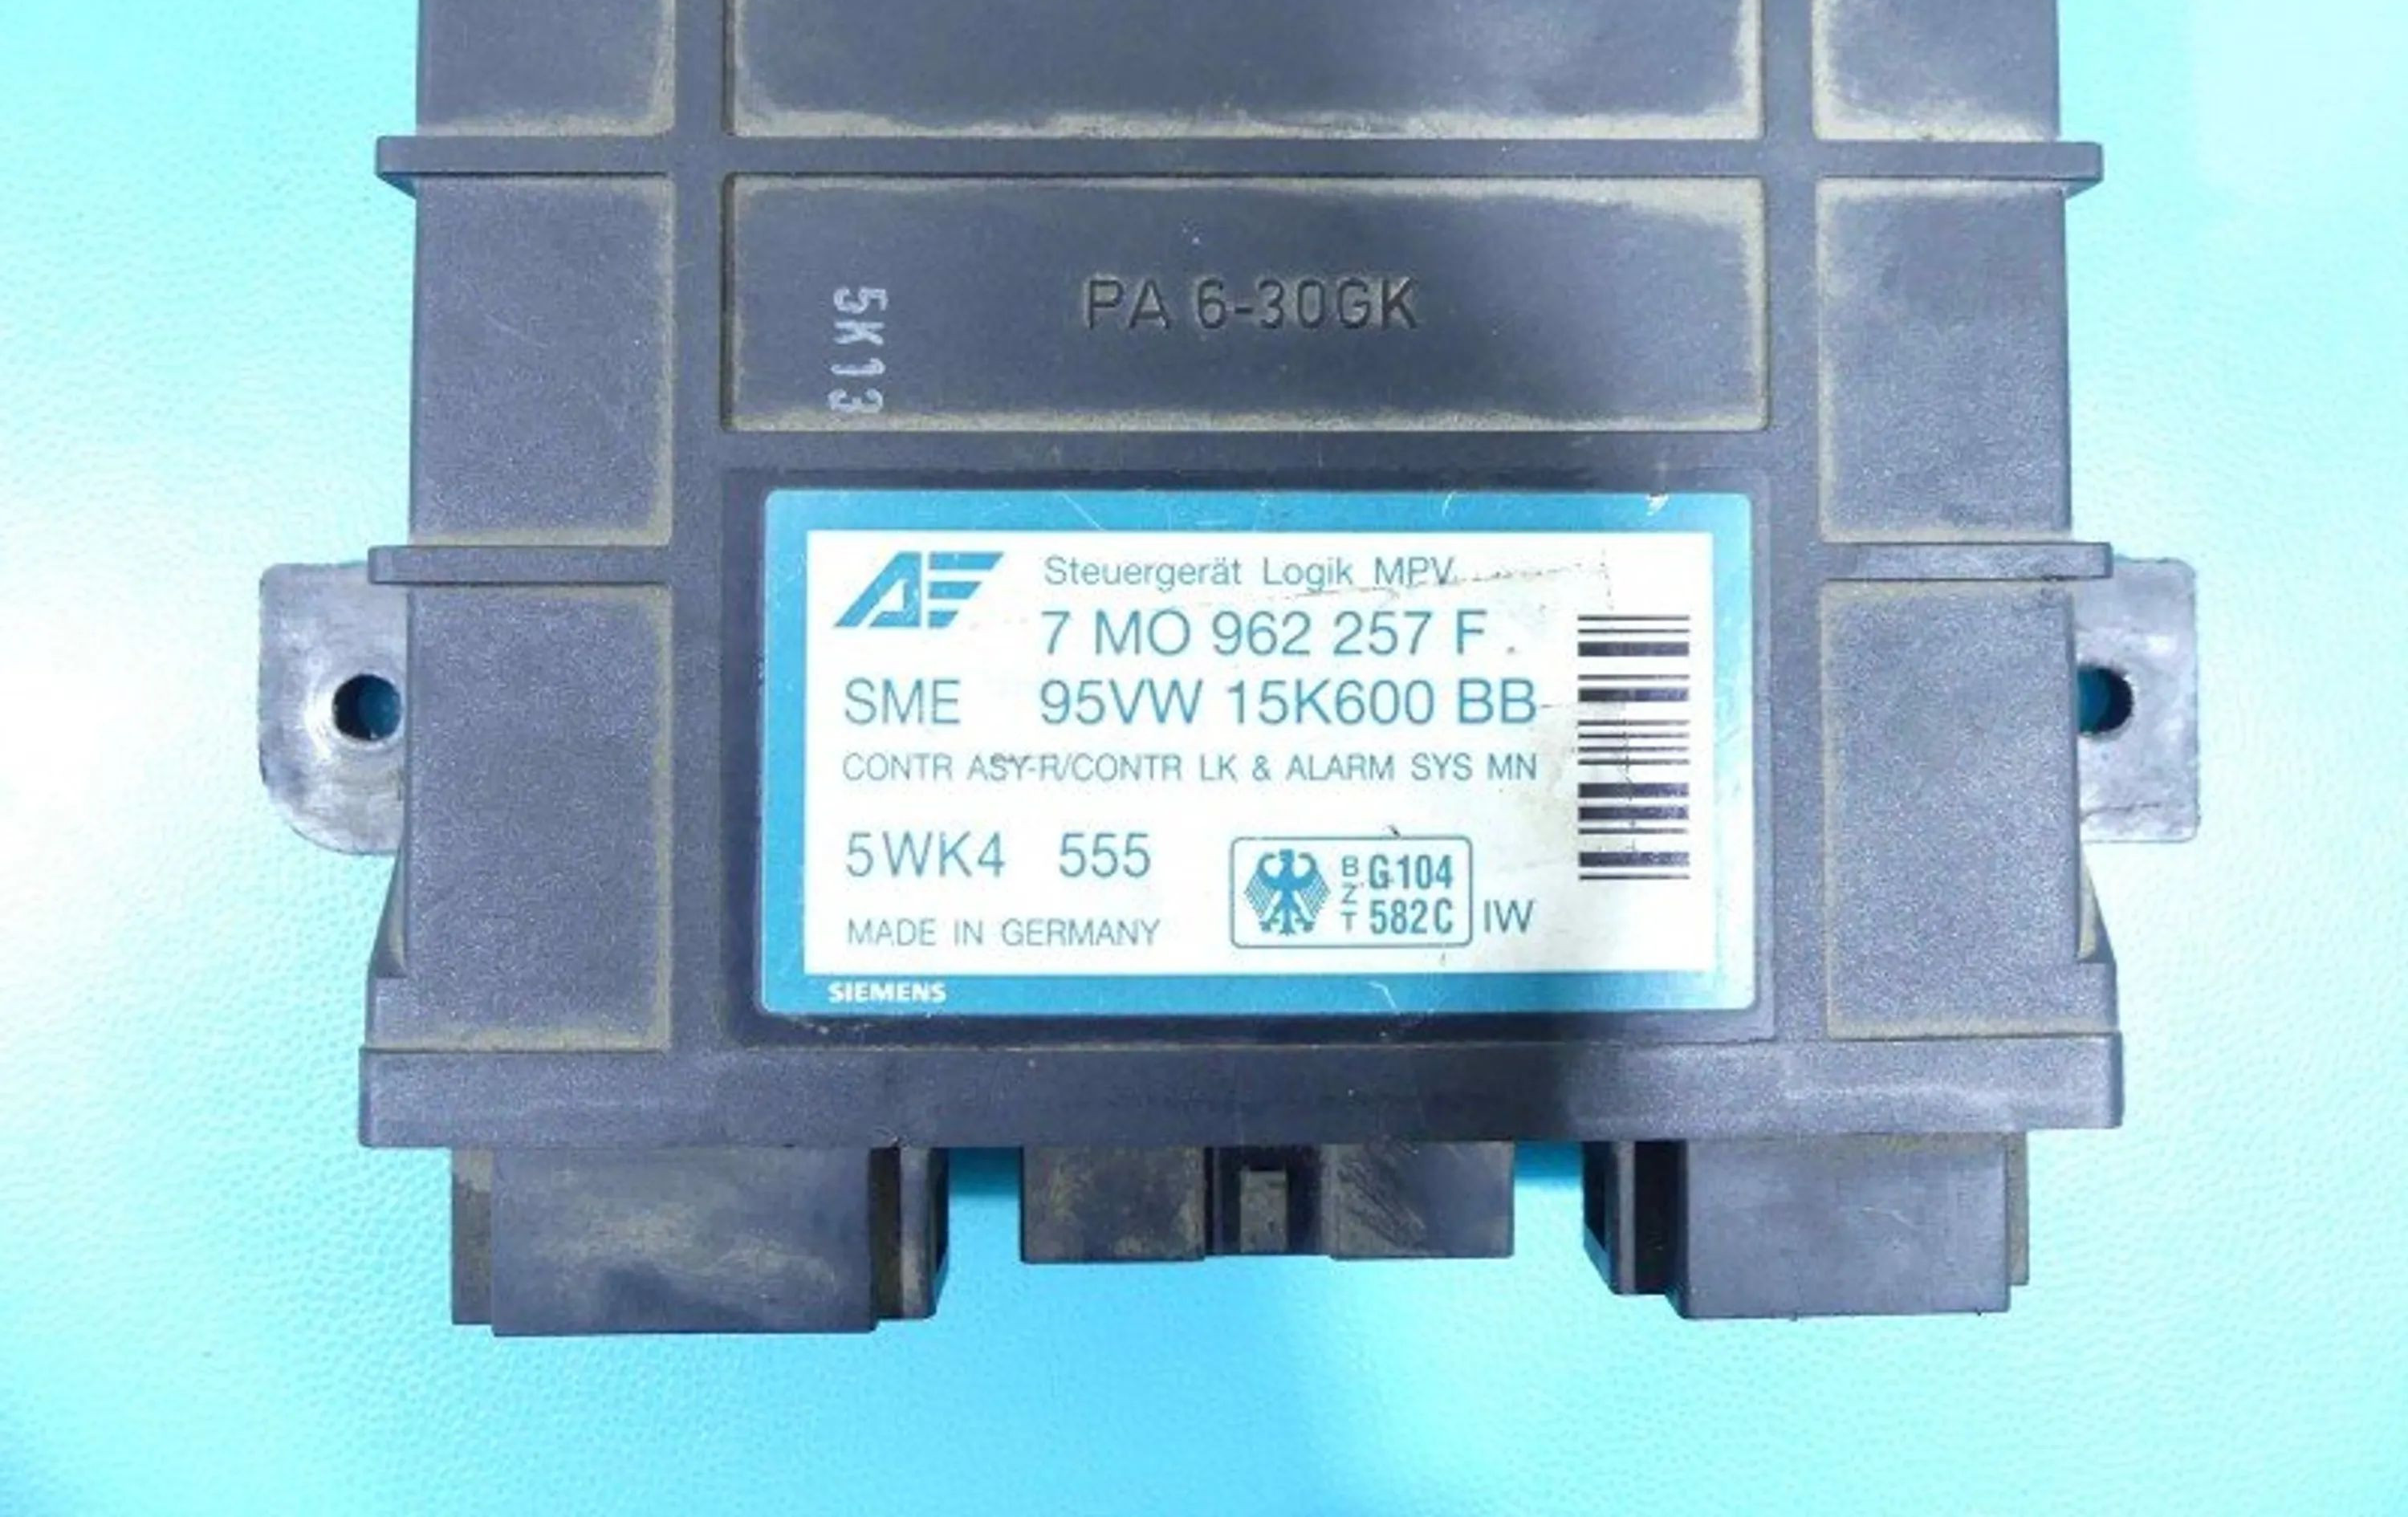 PA 6-30GK
5K13
AE
Steuergerät Logik MPV
7 MO 962 257 F .
SME 95VW 15K600 BB
CONTR ASY-R/CONTR LK & ALARM SYS MN
5WK4 555
BZT G104 582C IW
MADE IN GERMANY
SIEMENS